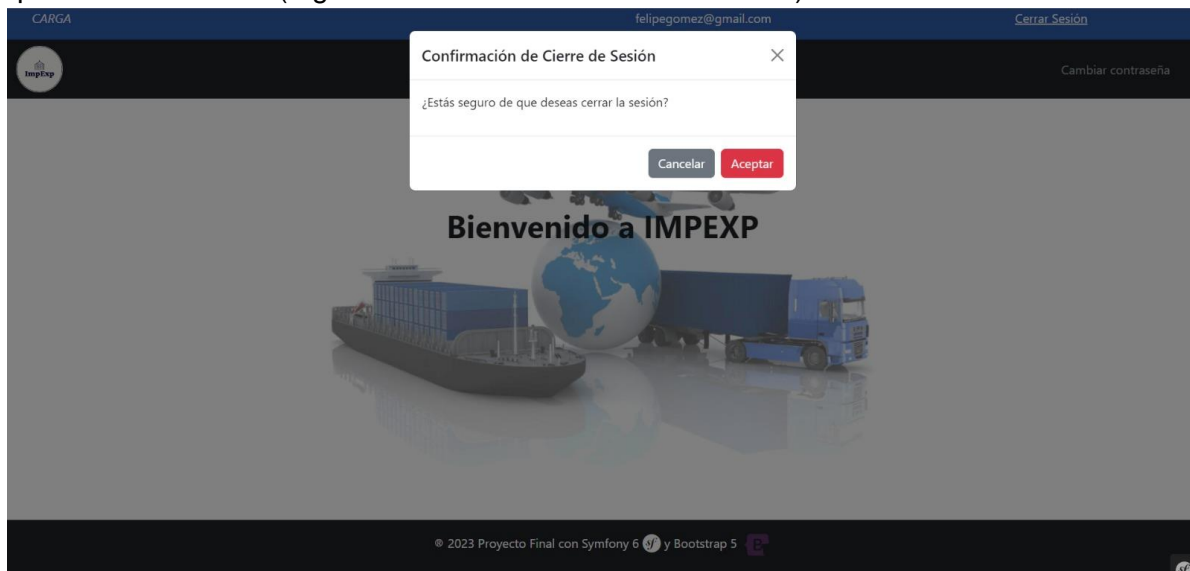 CARGA
felipegomez@gmail.com
Cerrar Sesión
Confirmación de Cierre de Sesión
ImpExp
Cambiar contraseña
¿Estás seguro de que deseas cerrar la sesión?
Cancelar
Aceptar
Bienvenido a IMPEXP
© 2023 Proyecto Final con Symfony 6 sf y Bootstrap 5 B